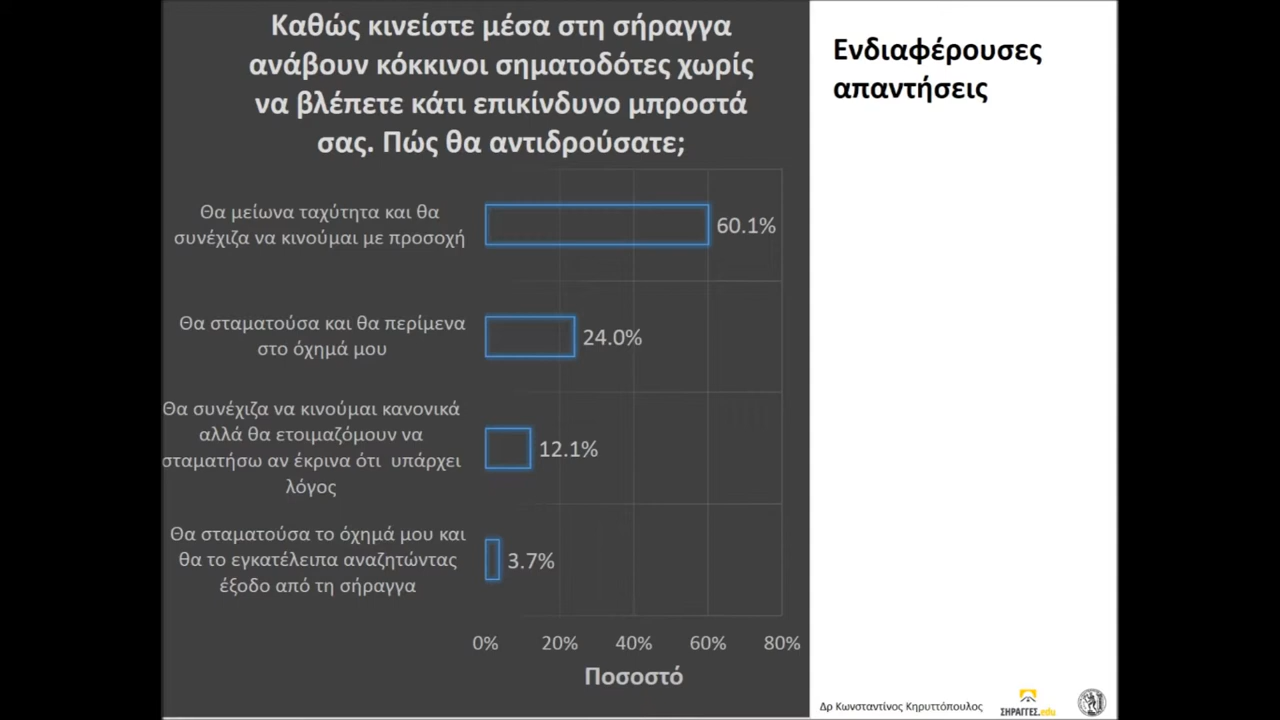 Καθώς κινείστε μέσα στη σήραγγα
ανάβουν κόκκινοι σηματοδότες χωρίς
να βλέπετε κάτι επικίνδυνο μπροστά
σας. Πώς θα αντιδρούσατε;
Θα μείωνα ταχύτητα και θα
συνέχιζα να κινούμαι με προσοχή
60.1%
Θα σταματούσα και θα περίμενα
στο όχημά μου
24.0%
Θα συνέχιζα να κινούμαι κανονικά
αλλά θα ετοιμαζόμουν να
σταματήσω αν έκρινα ότι υπάρχει
λόγος
12.1%
Θα σταματούσα το όχημά μου και
θα το εγκατέλειπα αναζητώντας
έξοδο από τη σήραγγα
3.7%
0% 20% 40% 60% 80%
Ποσοστό
Ενδιαφέρουσες
απαντήσεις
Δρ Κωνσταντίνος Κηρυττόπουλος
ΣΗΡΑΓΓΕΣ.edu